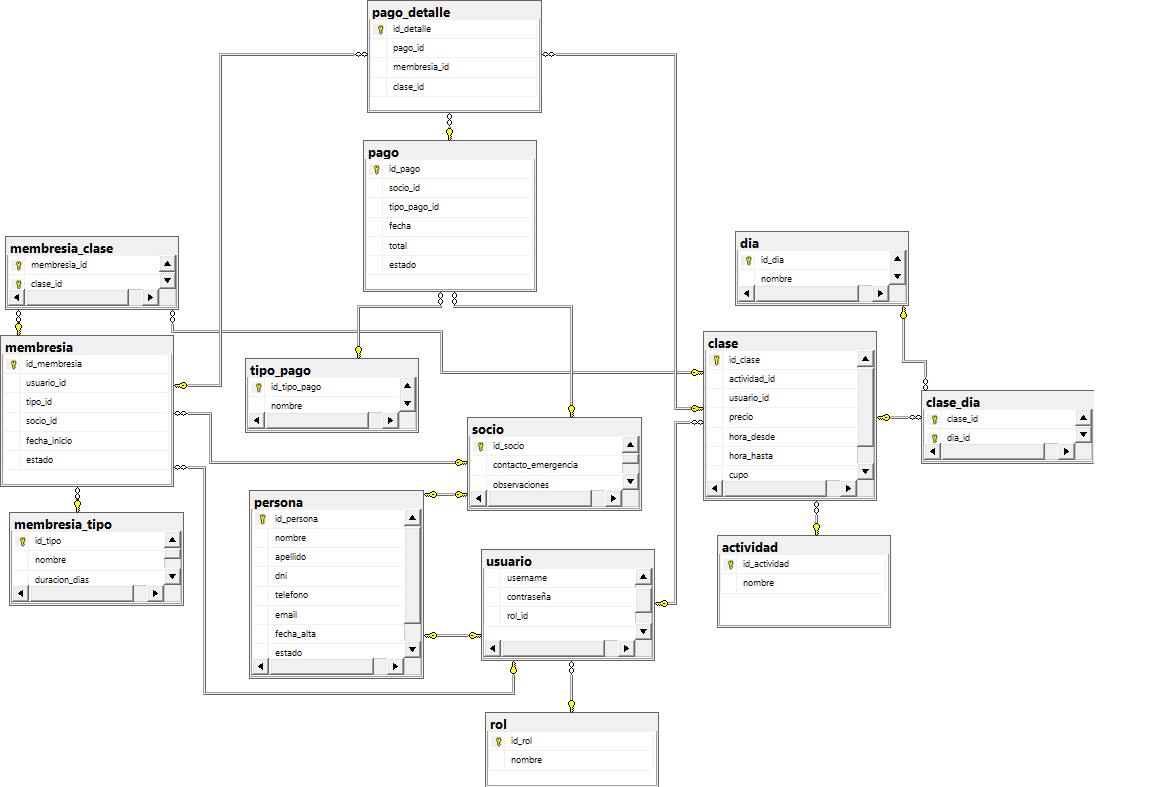 pago_detalle
id_detalle
pago_id
membresia_id
clase_id
pago
id_pago
socio_id
tipo_pago_id
fecha
total
estado
membresia_clase
membresia_id
clase_id
dia
id_dia
nombre
membresia
id_membresia
usuario_id
tipo_id
socio_id
fecha_inicio
estado
tipo_pago
id_tipo_pago
nombre
clase
id_clase
actividad_id
usuario_id
precio
hora_desde
hora_hasta
cupo
clase_dia
clase_id
dia_id
socio
id_socio
contacto_emergencia
observaciones
persona
id_persona
nombre
apellido
dni
telefono
email
fecha_alta
estado
membresia_tipo
id_tipo
nombre
duracion_dias
usuario
username
contraseña
rol_id
actividad
id_actividad
nombre
rol
id_rol
nombre